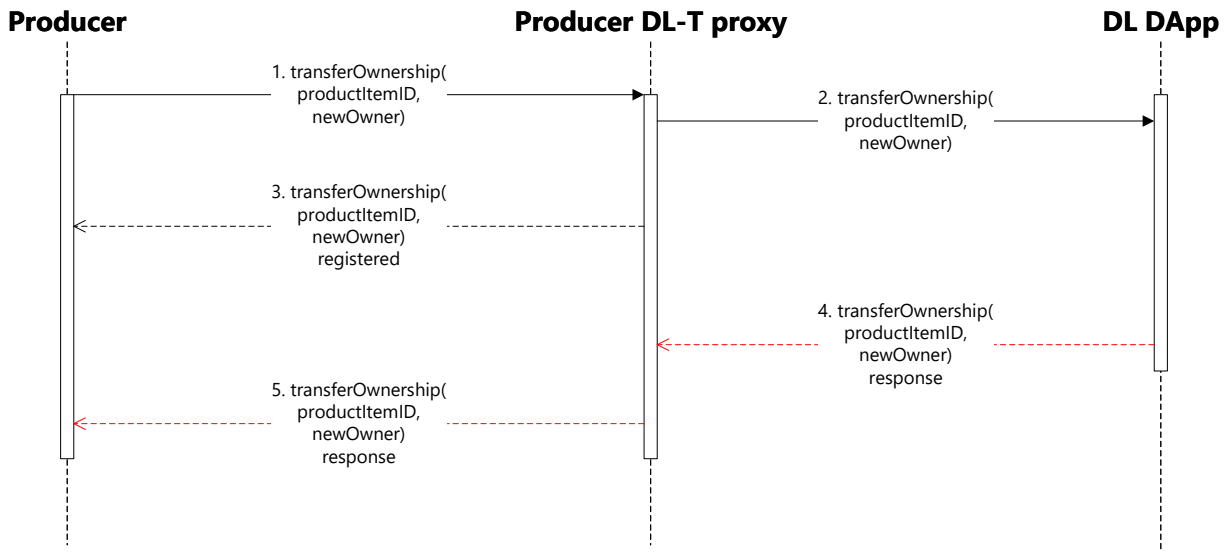 Producer
Producer DL-T proxy
DL DApp
1. transferOwnership(
productItemID,
newOwner)
2. transferOwnership(
productItemID,
newOwner)
3. transferOwnership(
productItemID,
newOwner)
registered
4. transferOwnership(
productItemID,
newOwner)
response
5. transferOwnership(
productItemID,
newOwner)
response